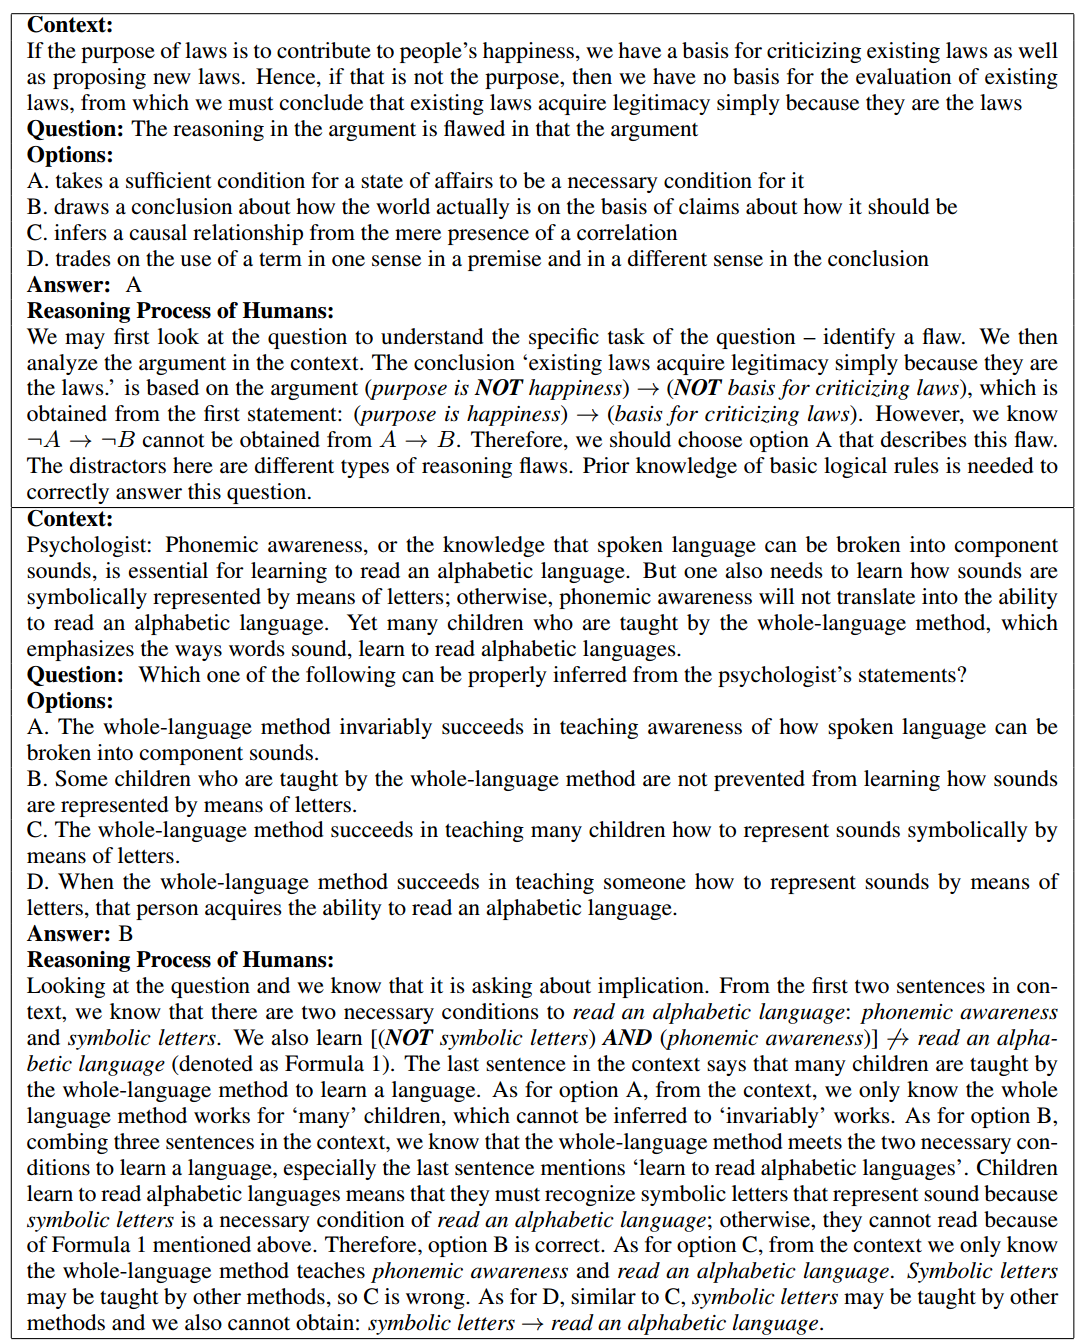 Context:
If the purpose of laws is to contribute to people's happiness, we have a basis for criticizing existing laws as well
as proposing new laws. Hence, if that is not the purpose, then we have no basis for the evaluation of existing
laws, from which we must conclude that existing laws acquire legitimacy simply because they are the laws
Question: The reasoning in the argument is flawed in that the argument
Options:
A. takes a sufficient condition for a state of affairs to be a necessary condition for it
B. draws a conclusion about how the world actually is on the basis of claims about how it should be
C. infers a causal relationship from the mere presence of a correlation
D. trades on the use of a term in one sense in a premise and in a different sense in the conclusion
Answer: A
Reasoning Process of Humans:
We may first look at the question to understand the specific task of the question – identify a flaw. We then
analyze the argument in the context. The conclusion ‘existing laws acquire legitimacy simply because they are
the laws.’ is based on the argument (purpose is NOT happiness) → (NOT basis for criticizing laws), which is
obtained from the first statement: (purpose is happiness) → (basis for criticizing laws). However, we know
¬A → ¬B cannot be obtained from A → B. Therefore, we should choose option A that describes this flaw.
The distractors here are different types of reasoning flaws. Prior knowledge of basic logical rules is needed to
correctly answer this question.
Context:
Psychologist: Phonemic awareness, or the knowledge that spoken language can be broken into component
sounds, is essential for learning to read an alphabetic language. But one also needs to learn how sounds are
symbolically represented by means of letters; otherwise, phonemic awareness will not translate into the ability
to read an alphabetic language. Yet many children who are taught by the whole-language method, which
emphasizes the ways words sound, learn to read alphabetic languages.
Question: Which one of the following can be properly inferred from the psychologist's statements?
Options:
A. The whole-language method invariably succeeds in teaching awareness of how spoken language can be
broken into component sounds.
B. Some children who are taught by the whole-language method are not prevented from learning how sounds
are represented by means of letters.
C. The whole-language method succeeds in teaching many children how to represent sounds symbolically by
means of letters.
D. When the whole-language method succeeds in teaching someone how to represent sounds by means of
letters, that person acquires the ability to read an alphabetic language.
Answer: B
Reasoning Process of Humans:
Looking at the question and we know that it is asking about implication. From the first two sentences in con-
text, we know that there are two necessary conditions to read an alphabetic language: phonemic awareness
and symbolic letters. We also learn [(NOT symbolic letters) AND (phonemic awareness)] ↛ read an alpha-
betic language (denoted as Formula 1). The last sentence in the context says that many children are taught by
the whole-language method to learn a language. As for option A, from the context, we only know the whole
language method works for ‘many’ children, which cannot be inferred to ‘invariably’ works. As for option B,
combing three sentences in the context, we know that the whole-language method meets the two necessary con-
ditions to learn a language, especially the last sentence mentions ‘learn to read alphabetic languages’. Children
learn to read alphabetic languages means that they must recognize symbolic letters that represent sound because
symbolic letters is a necessary condition of read an alphabetic language; otherwise, they cannot read because
of Formula 1 mentioned above. Therefore, option B is correct. As for option C, from the context we only know
the whole-language method teaches phonemic awareness and read an alphabetic language. Symbolic letters
may be taught by other methods, so C is wrong. As for D, similar to C, symbolic letters may be taught by other
methods and we also cannot obtain: symbolic letters → read an alphabetic language.